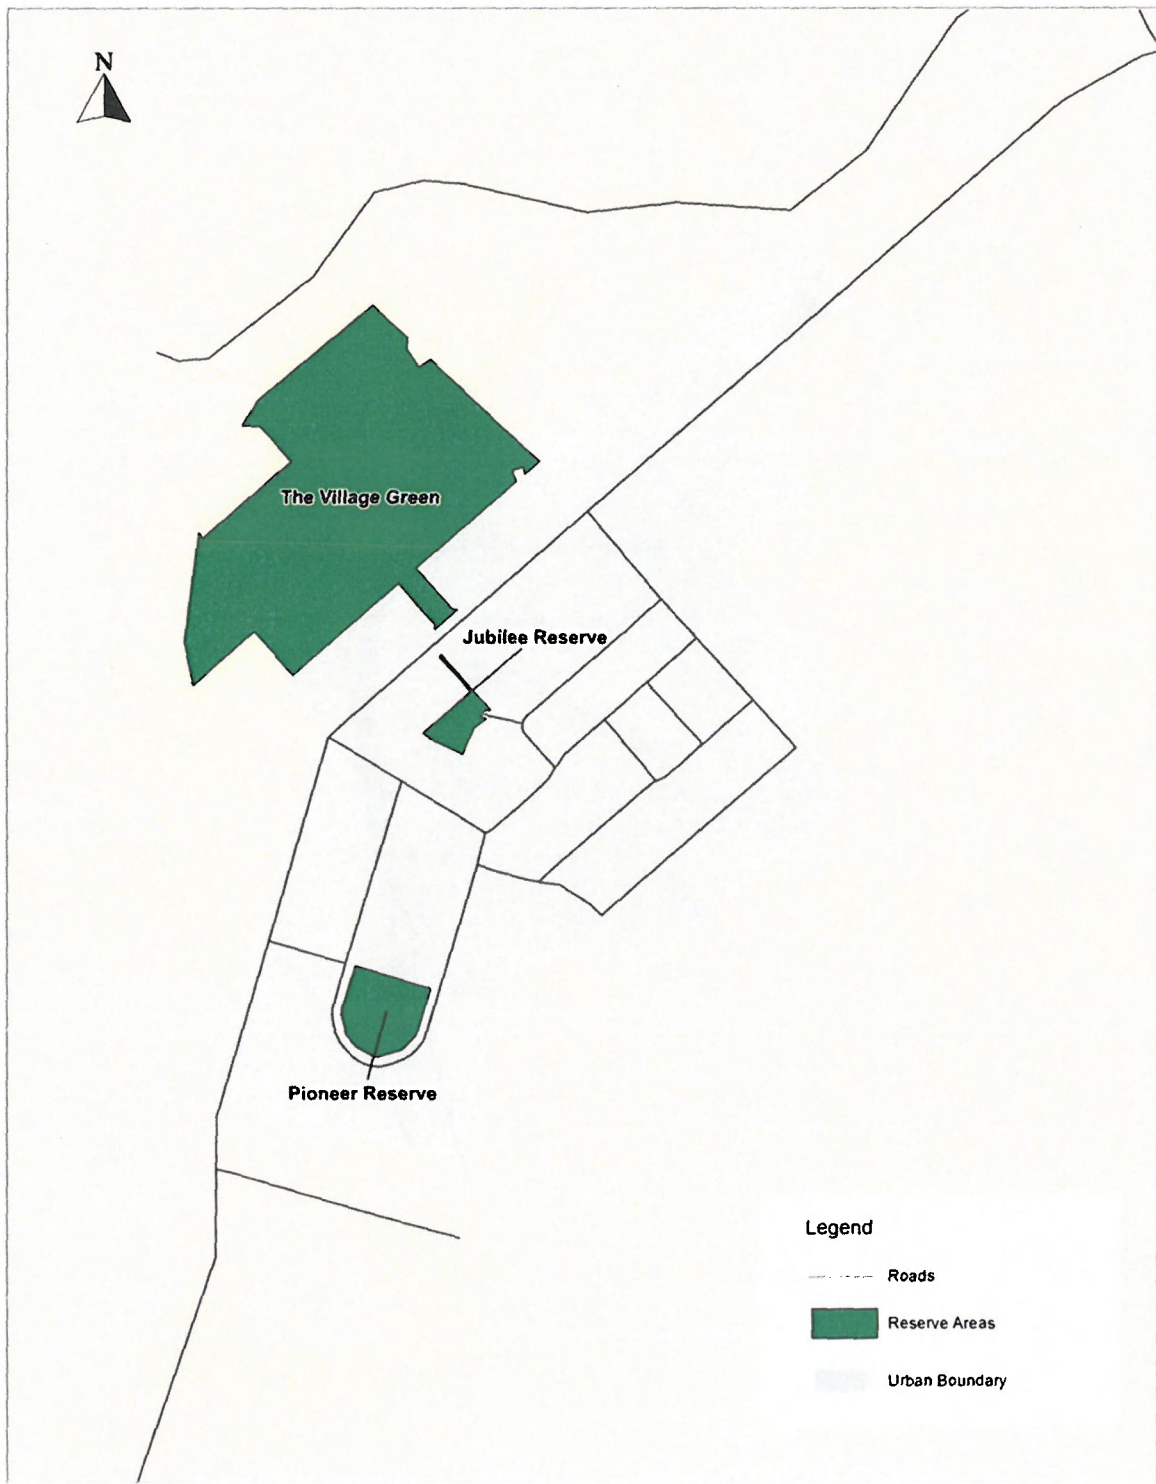 N
The Village Green
Jubilee Reserve
Pioneer Reserve
Legend
Roads
Reserve Areas
Urban Boundary